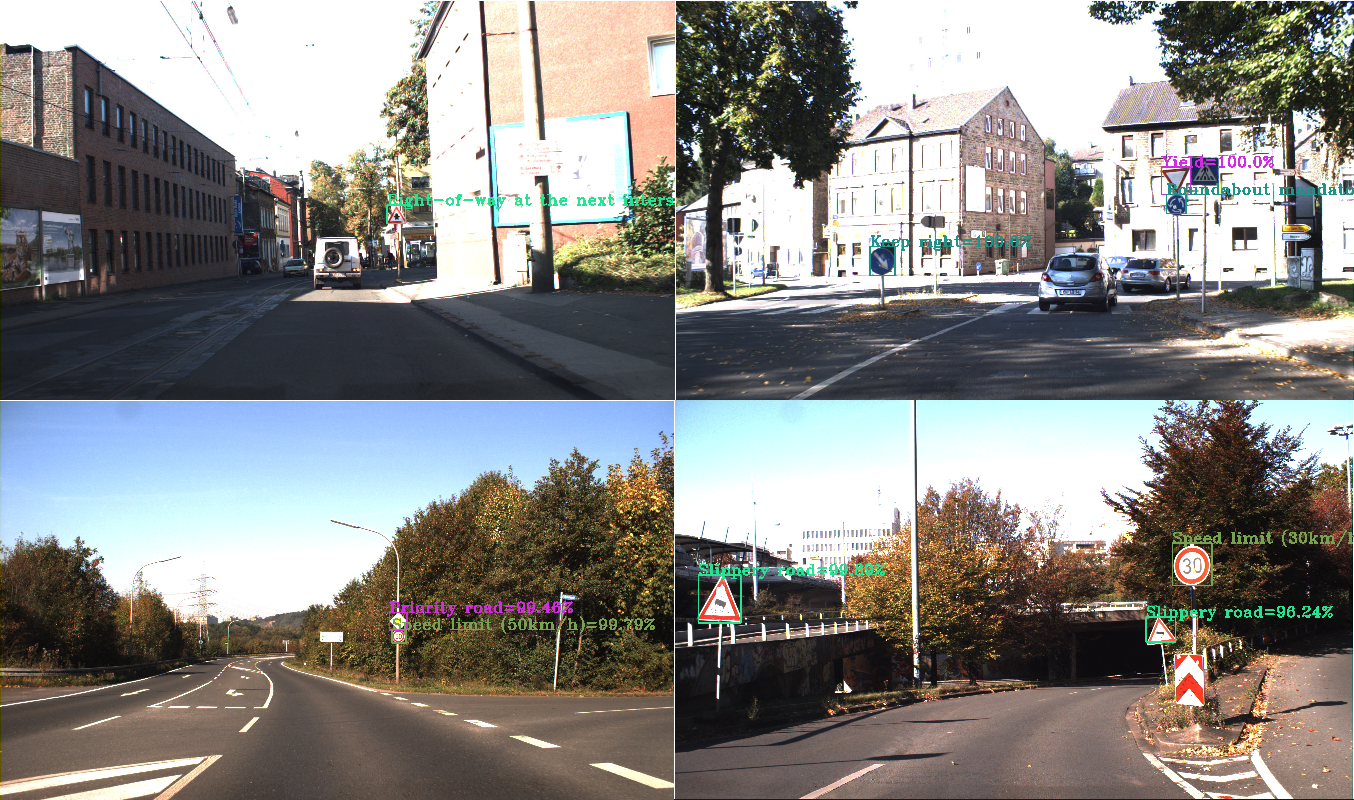 Right-of-way at the next inters
Yield=100.0%
Roundabout mandato
Keep right=100.0%
Priority road=99.46%
Speed limit (50km/h)=99.79%
Speed limit (30km/h
Slippery road=99.89%
30
Slippery road=96.24%